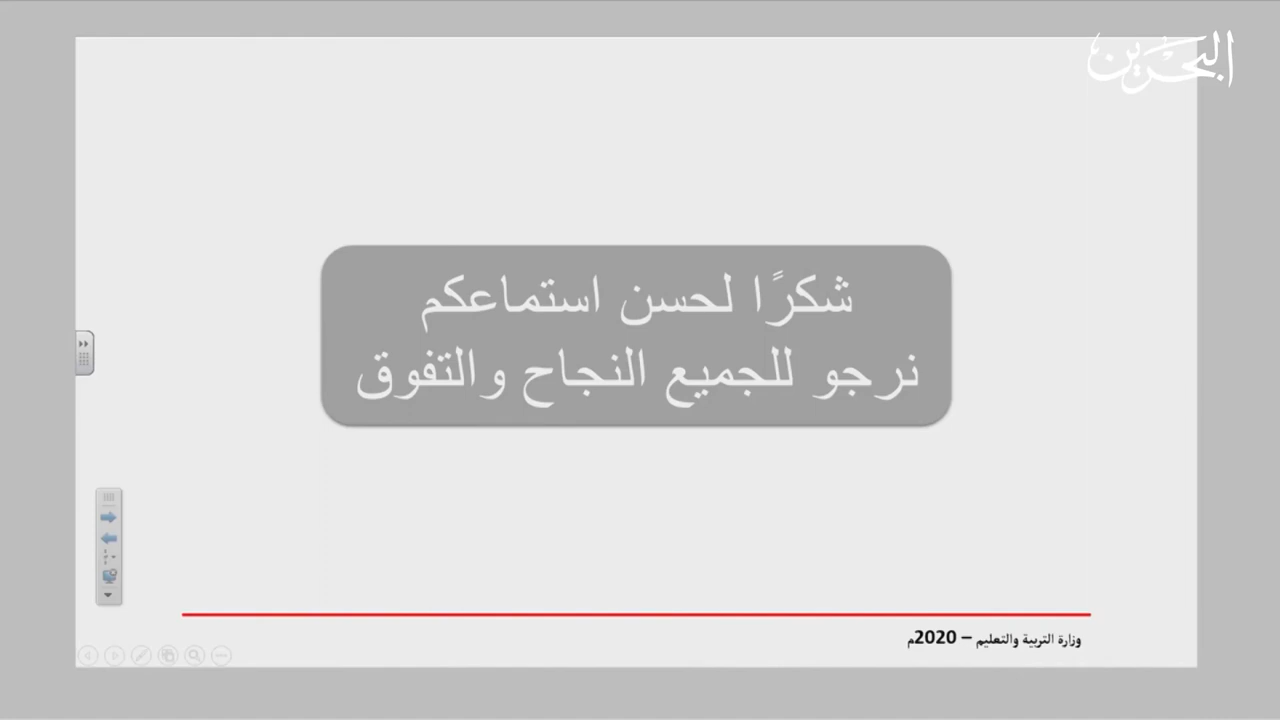 البحرين
شكرًا لحسن استماعكم
نرجو للجميع النجاح والتفوق
وزارة التربية والتعليم – 2020م